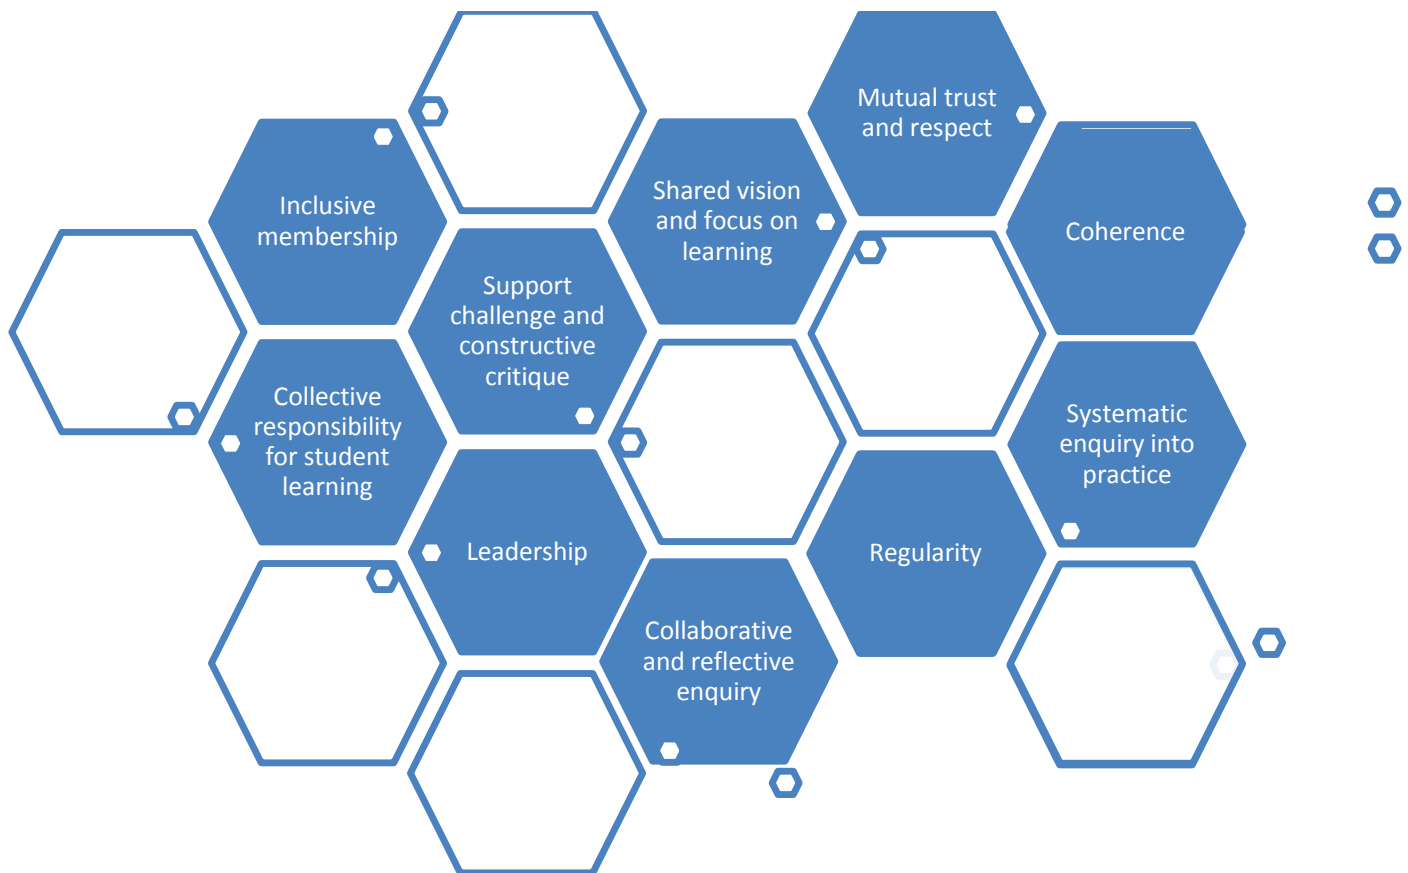 Mutual trust
and respect
Inclusive
membership
Shared vision
and focus on
learning
Coherence
Support
challenge and
constructive
critique
Collective
responsibility
for student
learning
Systematic
enquiry into
practice
Leadership
Regularity
Collaborative
and reflective
enquiry